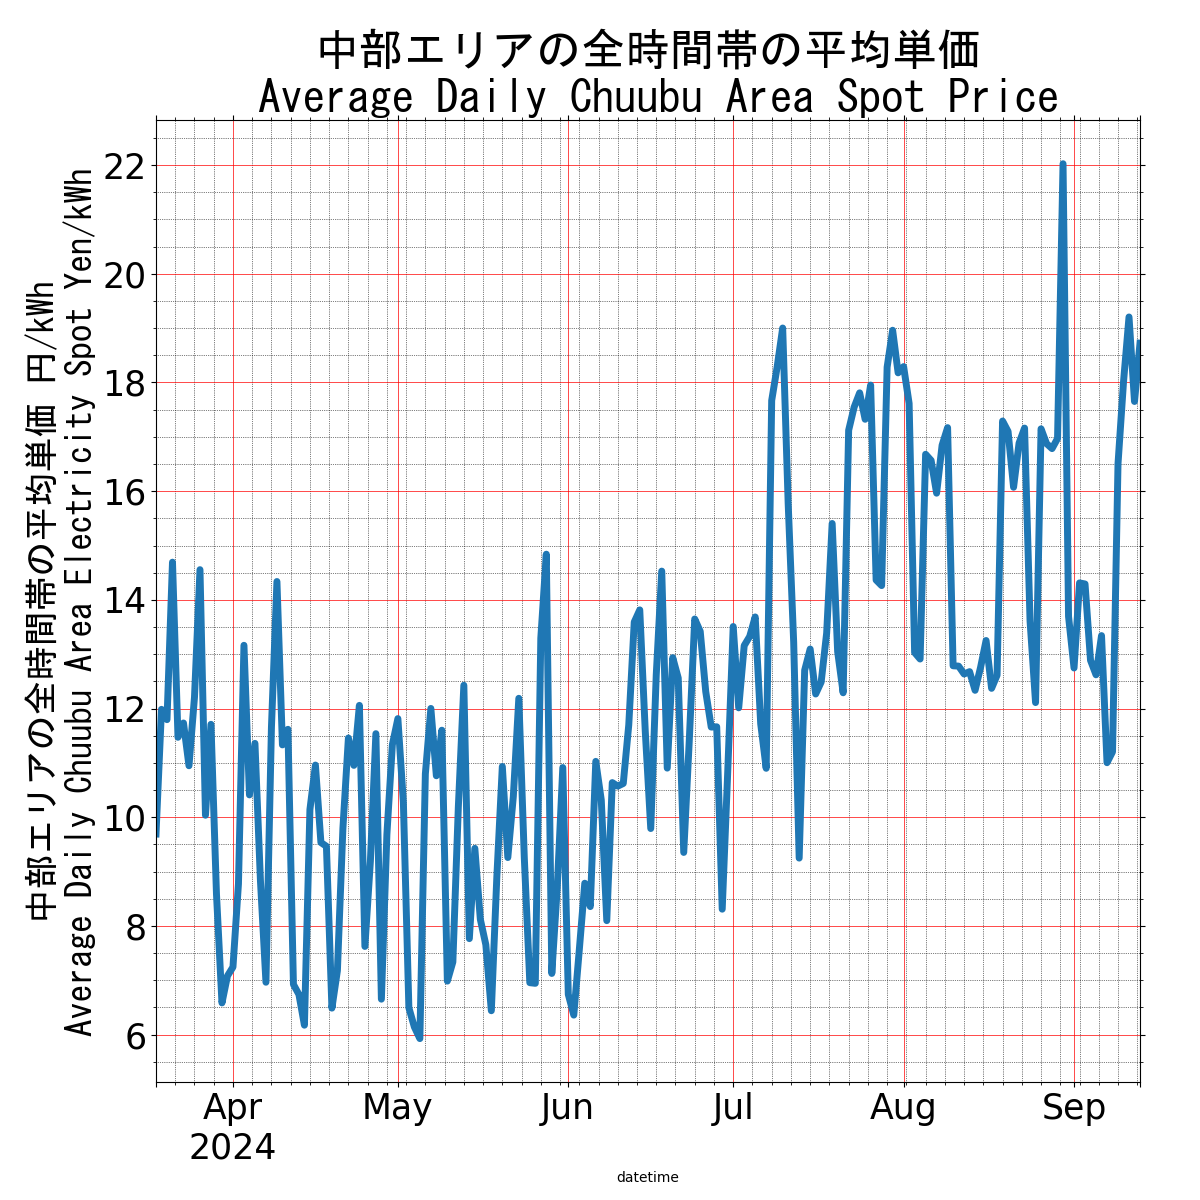 中部エリアの全時間帯の平均単価
Average Daily Chuubu Area Spot Price
中部エリアの全時間帯の平均単価 円/kWh
Average Daily Chuubu Area Electricity Spot Yen/kWh
22
20
18
16
14
12
10
8
6
Apr
2024
May
Jun
Jul
Aug
Sep
datetime